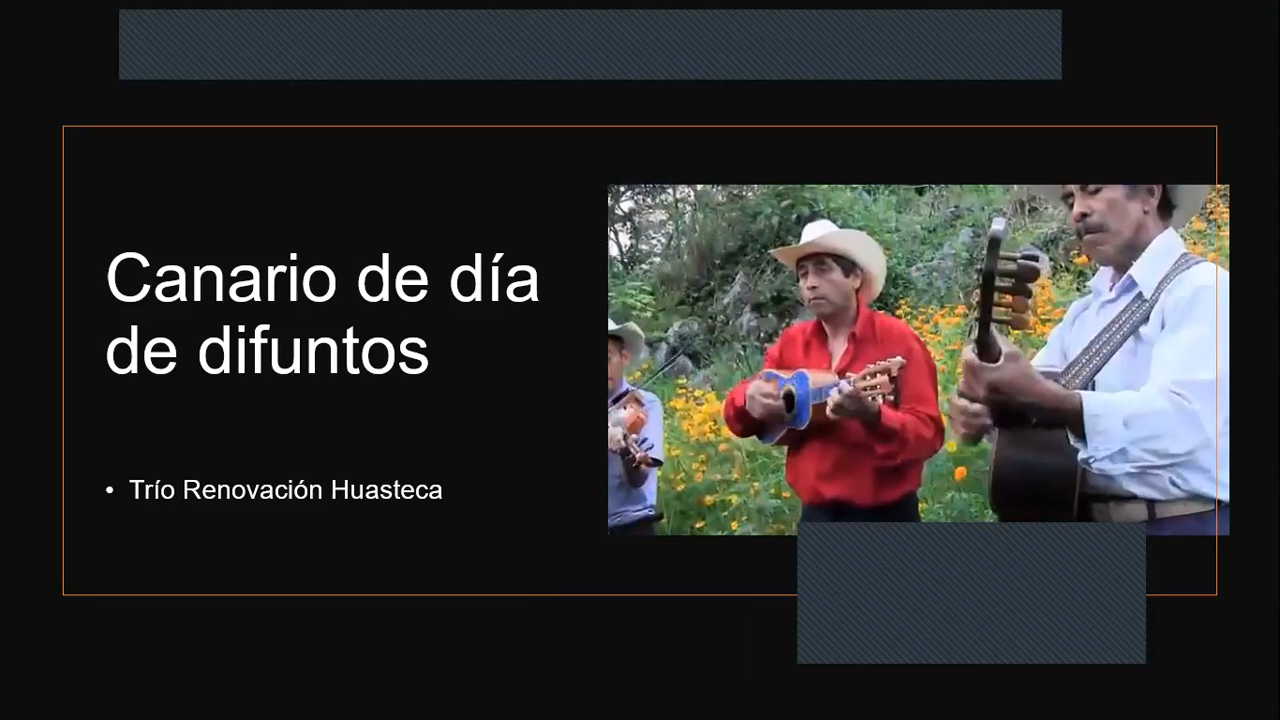 Canario de día
de difuntos
• Trío Renovación Huasteca